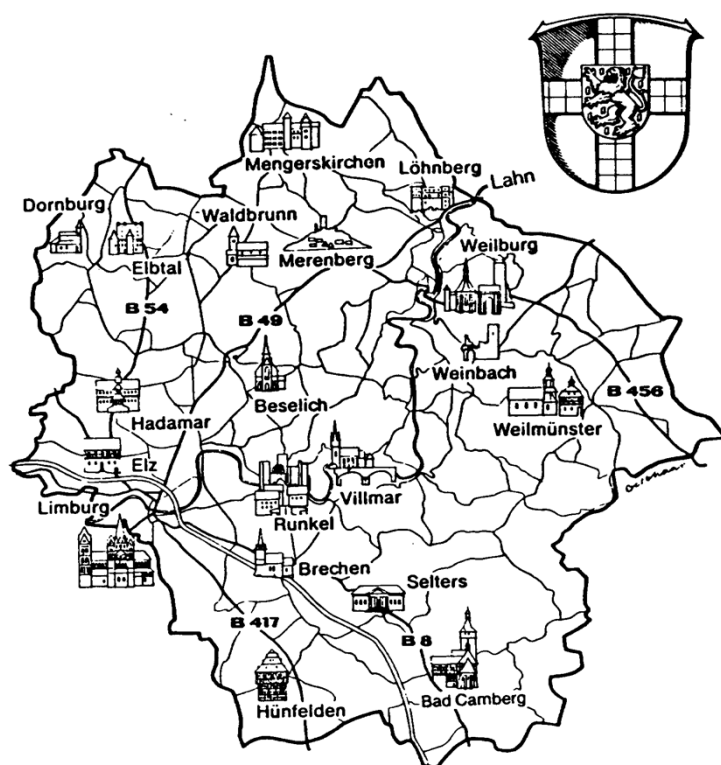 Mengerskirchen
Löhnberg
Lahn
Dornburg
Waldbrunn
Elbtal
Merenberg
Weilburg
B 54
B 49
Weinbach
B 456
Beselich
Hadamar
Weilmünster
Elz
Villmar
Limburg
Runkel
Brechen
Selters
B 417
B 8
Hünfelden
Bad Camberg